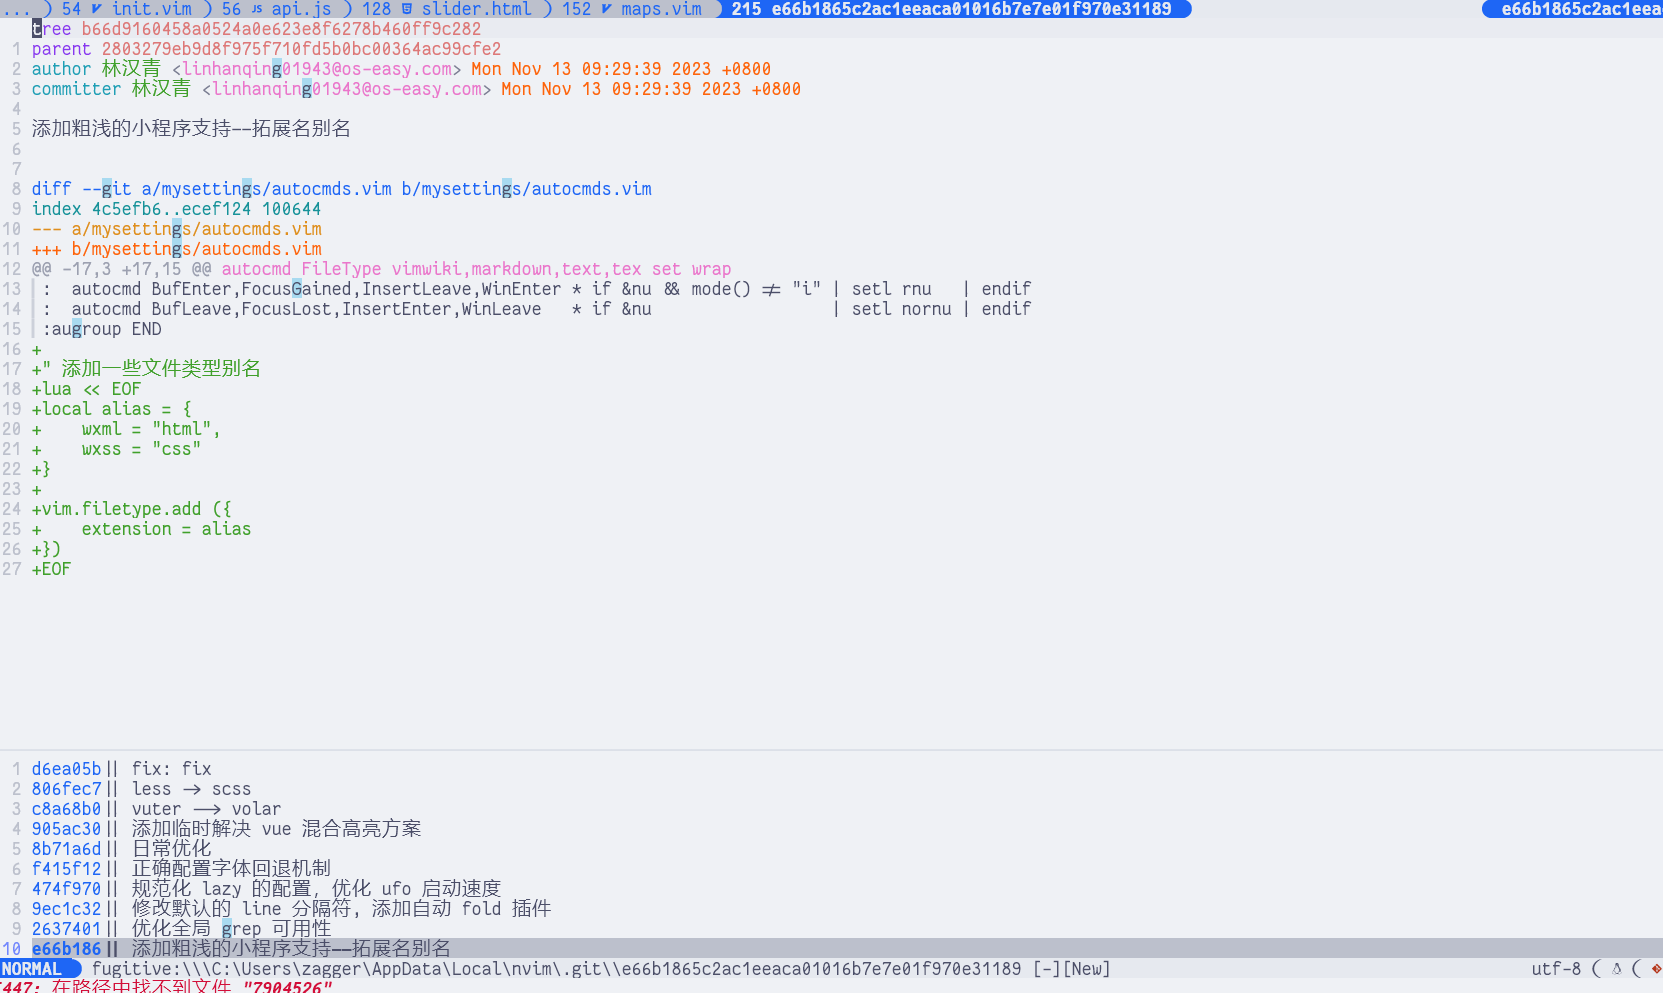 ... ) 54 init.vim ) 56 JS api.js ) 128 slider.html ) 152 maps.vim 215 e66b1865c2ac1eeaca01016b7e7e01f970e31189 e66b1865c2ac1eea
tree b66d9160458a0524a0e623e8f6278b460ff9c282
1 parent 2803279eb9d8f975f710fd5b0bc00364ac99cfe2
2 author 林汉青 <linhanqing01943@os-easy.com> Mon Nov 13 09:29:39 2023 +0800
3 committer 林汉青 <linhanqing01943@os-easy.com> Mon Nov 13 09:29:39 2023 +0800
4
5 添加粗浅的小程序支持--拓展名别名
6
7
8 diff --git a/mysettings/autocmds.vim b/mysettings/autocmds.vim
9 index 4c5efb6..ecef124 100644
10 --- a/mysettings/autocmds.vim
11 +++ b/mysettings/autocmds.vim
12 @@ -17,3 +17,15 @@ autocmd FileType vimwiki,markdown,text,tex set wrap
13 :  autocmd BufEnter,FocusGained,InsertLeave,WinEnter * if &nu && mode() != "i" | setl rnu   | endif
14 :  autocmd BufLeave,FocusLost,InsertEnter,WinLeave   * if &nu                  | setl nornu | endif
15 :augroup END
16 +
17 +" 添加一些文件类型别名
18 +lua << EOF
19 +local alias = {
20 +    wxml = "html",
21 +    wxss = "css"
22 +}
23 +
24 +vim.filetype.add ({
25 +    extension = alias
26 +})
27 +EOF
1 d6ea05b|| fix: fix
2 806fec7|| less -> scss
3 c8a68b0|| vuter --> volar
4 905ac30|| 添加临时解决 vue 混合高亮方案
5 8b71a6d|| 日常优化
6 f415f12|| 正确配置字体回退机制
7 474f970|| 规范化 lazy 的配置, 优化 ufo 启动速度
8 9ec1c32|| 修改默认的 line 分隔符, 添加自动 fold 插件
9 2637401|| 优化全局 grep 可用性
10 e66b186|| 添加粗浅的小程序支持--拓展名别名
NORMAL fugitive:\\\C:\Users\zagger\AppData\Local\nvim\.git\\e66b1865c2ac1eeaca01016b7e7e01f970e31189 [-][New] utf-8 ( (
447: 在路径中找不到文件 "7904526"